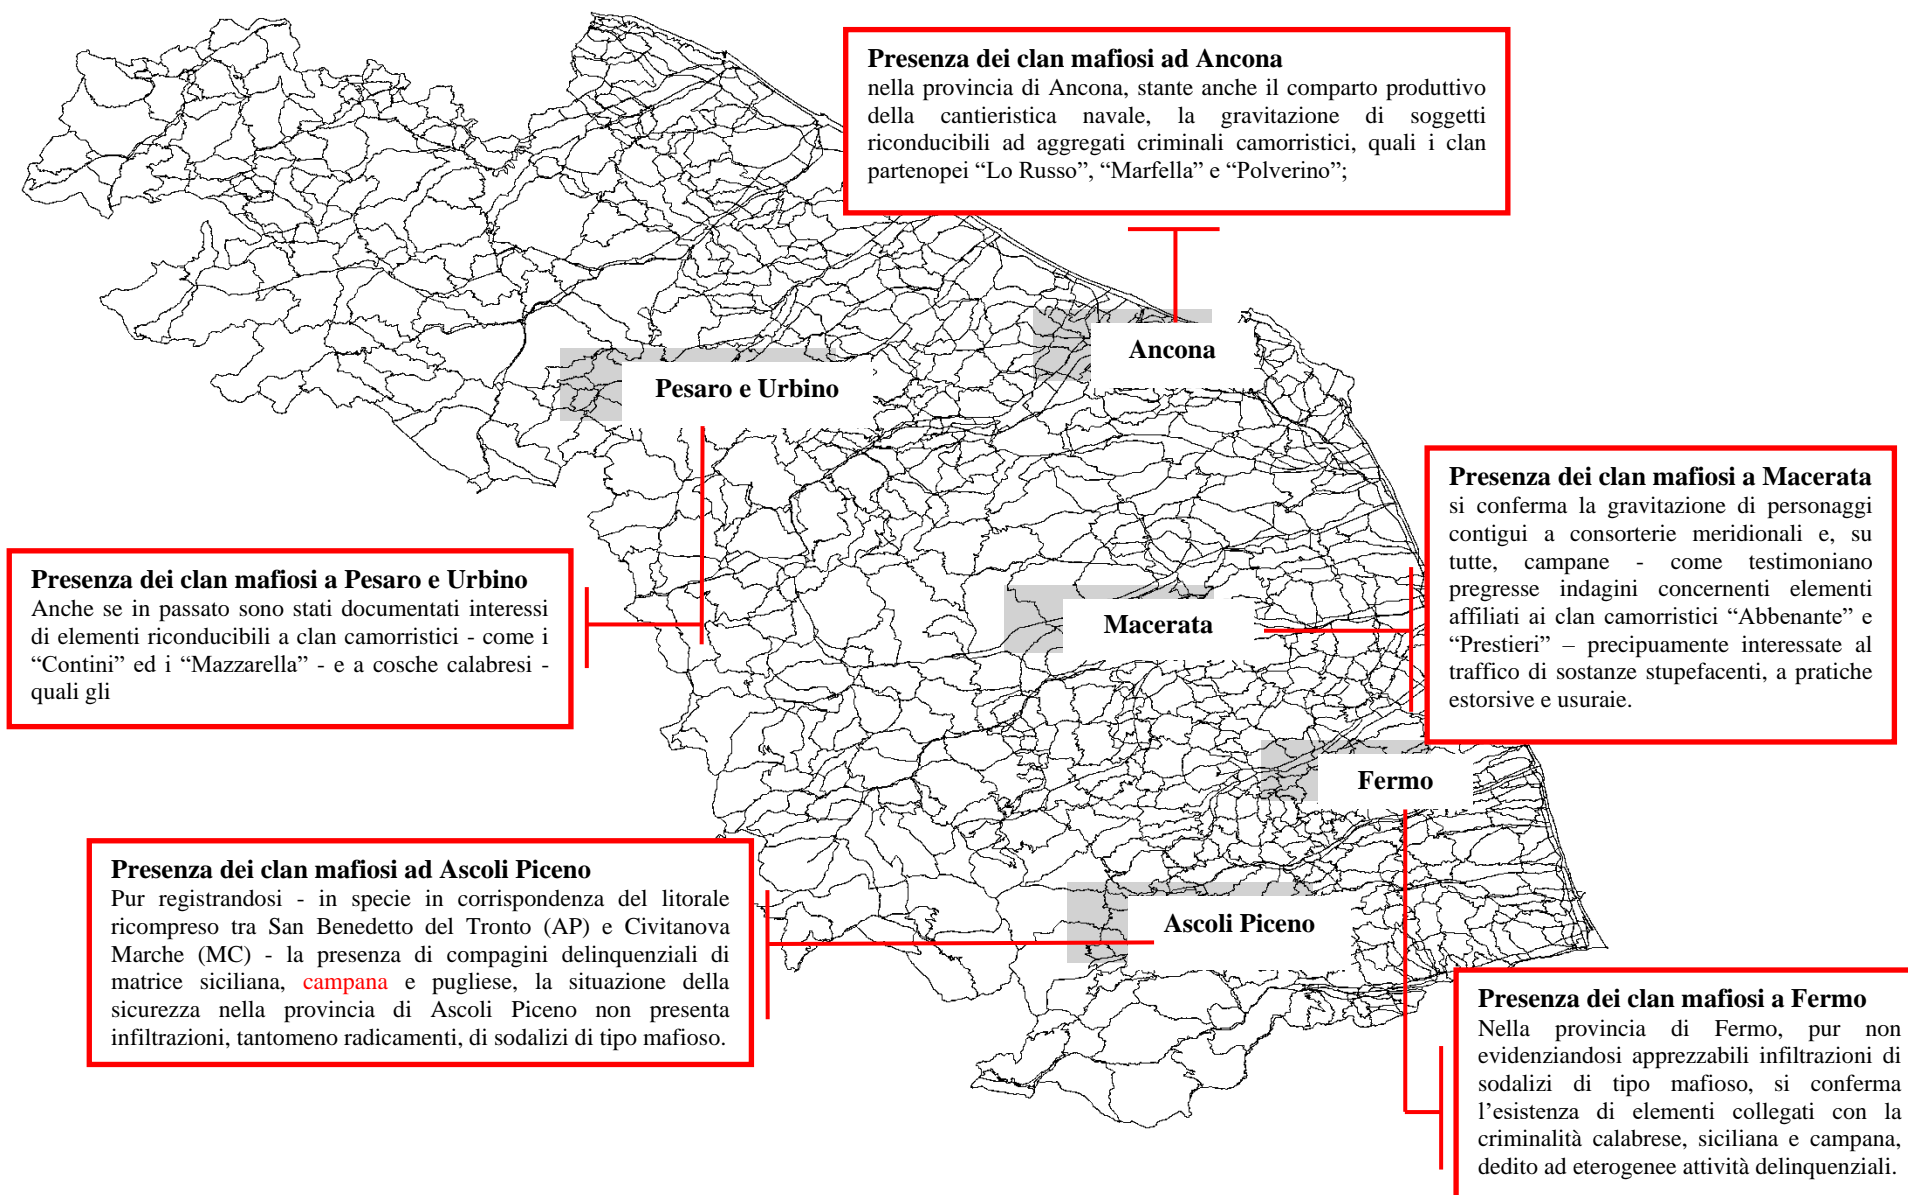 Presenza dei clan mafiosi ad Ancona
nella provincia di Ancona, stante anche il comparto produttivo
della cantieristica navale, la gravitazione di soggetti
riconducibili ad aggregati criminali camorristici, quali i clan
partenopei “Lo Russo”, “Marfella” e “Polverino”;
Ancona
Pesaro e Urbino
Presenza dei clan mafiosi a Macerata
si conferma la gravitazione di personaggi
contigui a consorterie meridionali e, su
tutte, campane - come testimoniano
pregresse indagini concernenti elementi
affiliati ai clan camorristici “Abbenante” e
“Prestieri” – precipuamente interessate al
traffico di sostanze stupefacenti, a pratiche
estorsive e usuraie.
Presenza dei clan mafiosi a Pesaro e Urbino
Anche se in passato sono stati documentati interessi
di elementi riconducibili a clan camorristici - come i
“Contini” ed i “Mazzarella” - e a cosche calabresi -
quali gli
Macerata
Fermo
Presenza dei clan mafiosi ad Ascoli Piceno
Pur registrandosi - in specie in corrispondenza del litorale
ricompreso tra San Benedetto del Tronto (AP) e Civitanova
Marche (MC) - la presenza di compagini delinquenziali di
matrice siciliana, campana e pugliese, la situazione della
sicurezza nella provincia di Ascoli Piceno non presenta
infiltrazioni, tantomeno radicamenti, di sodalizi di tipo mafioso.
Ascoli Piceno
Presenza dei clan mafiosi a Fermo
Nella provincia di Fermo, pur non
evidenziandosi apprezzabili infiltrazioni di
sodalizi di tipo mafioso, si conferma
l’esistenza di elementi collegati con la
criminalità calabrese, siciliana e campana,
dedito ad eterogenee attività delinquenziali.